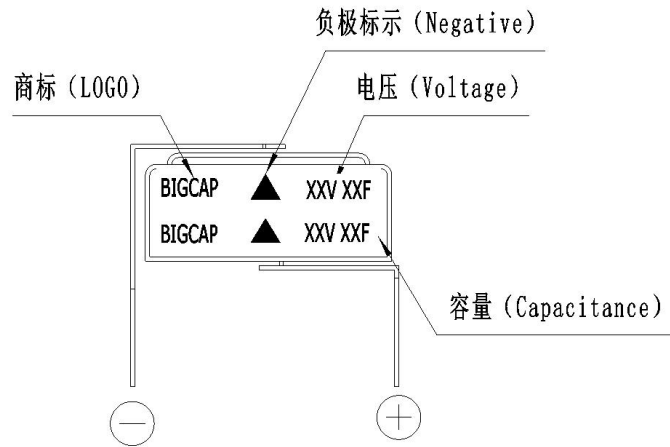 负极标示 (Negative)
商标 (LOGO)
电压 (Voltage)
BIGCAP ▲ XXV XXF
BIGCAP ▲ XXV XXF
容量 (Capacitance)
− +